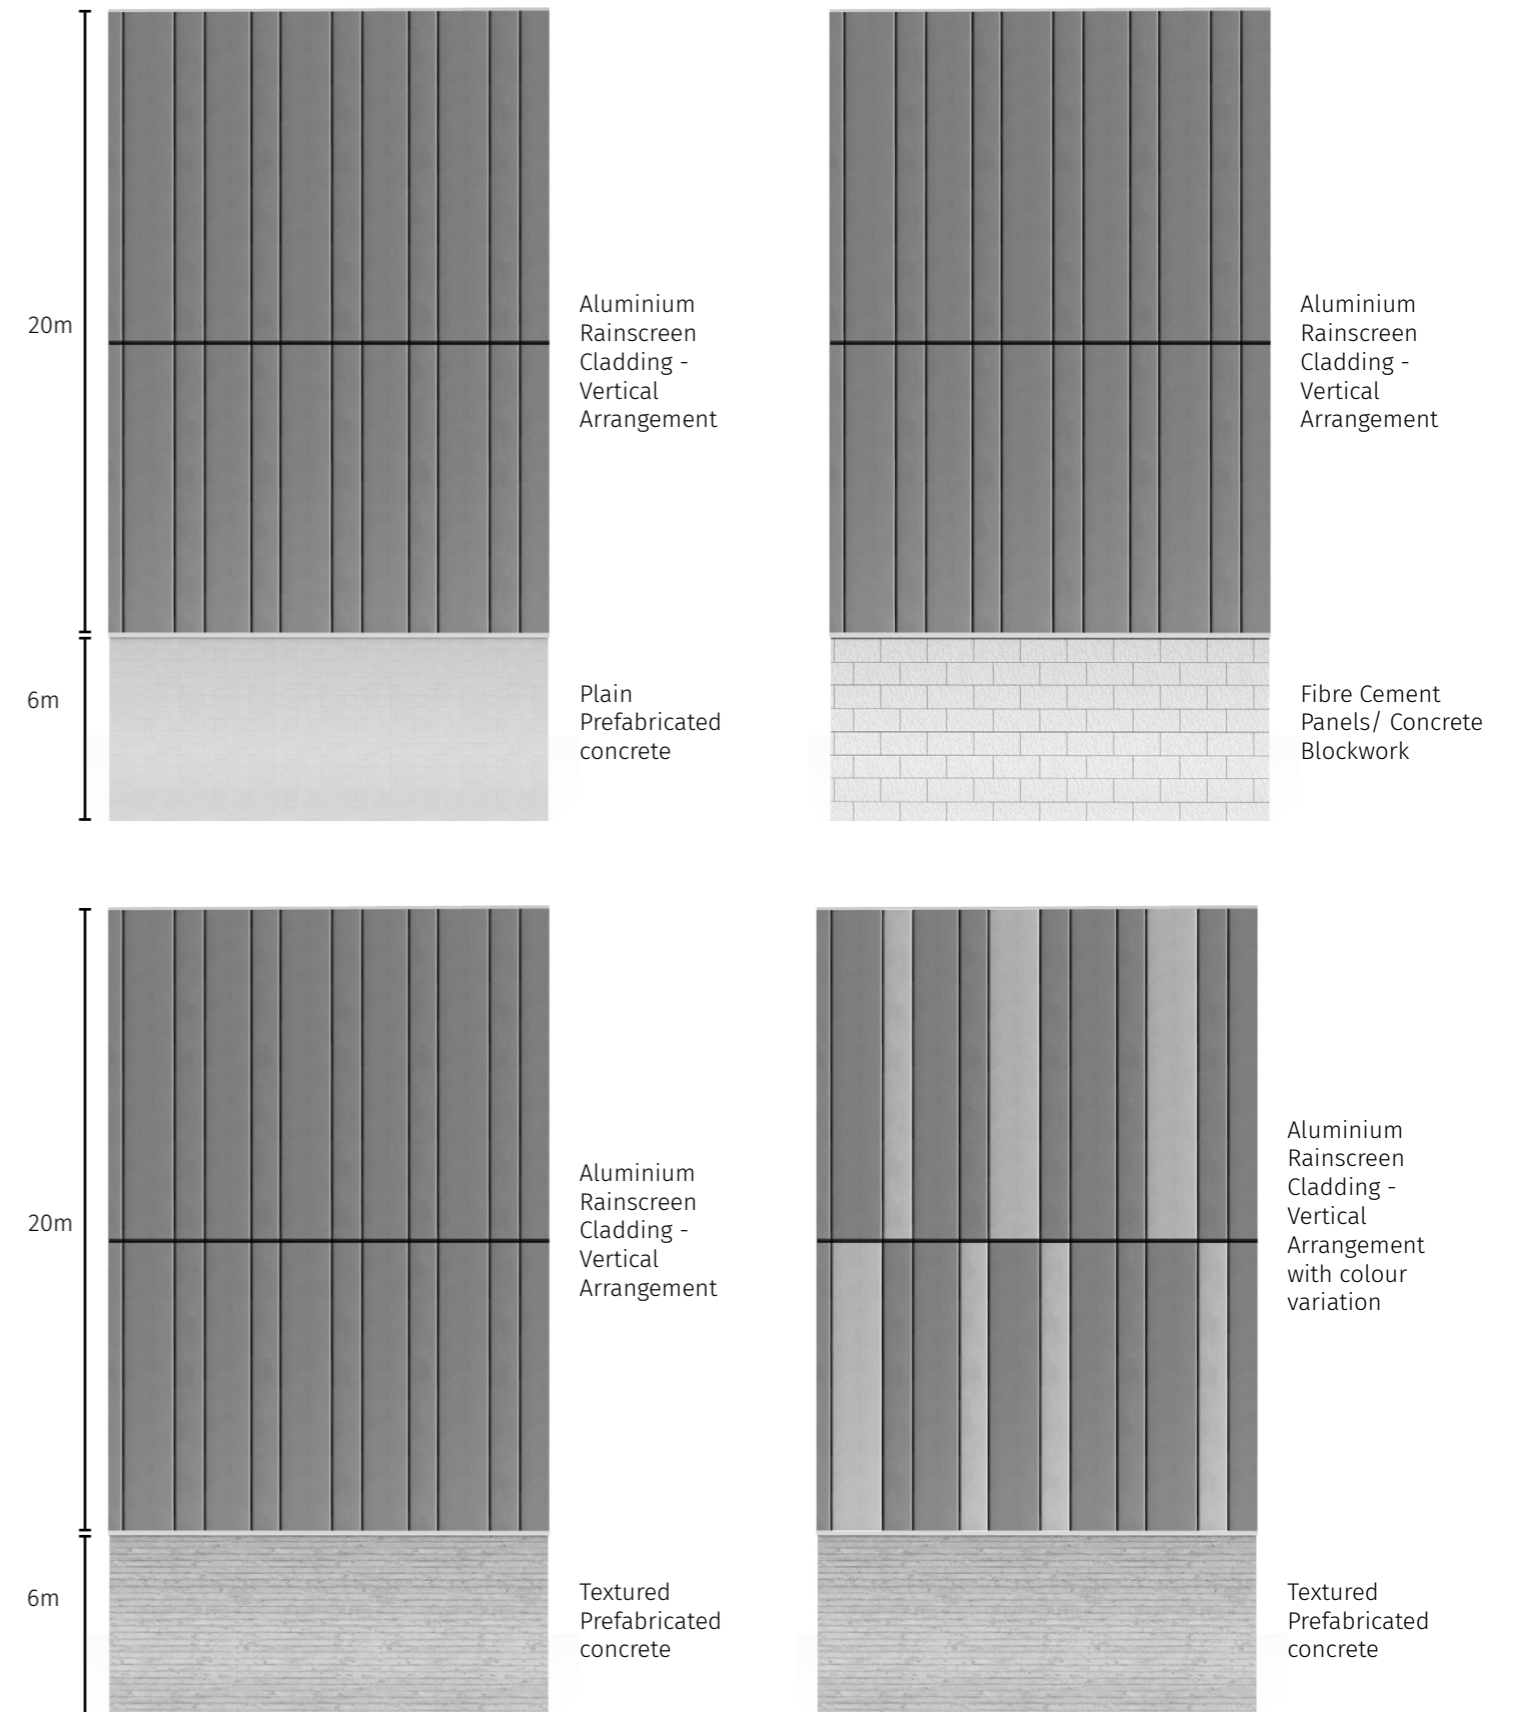 20m
Aluminium
Rainscreen
Cladding -
Vertical
Arrangement
Aluminium
Rainscreen
Cladding -
Vertical
Arrangement
6m
Plain
Prefabricated
concrete
Fibre Cement
Panels/ Concrete
Blockwork
20m
Aluminium
Rainscreen
Cladding -
Vertical
Arrangement
Aluminium
Rainscreen
Cladding -
Vertical
Arrangement
with colour
variation
6m
Textured
Prefabricated
concrete
Textured
Prefabricated
concrete